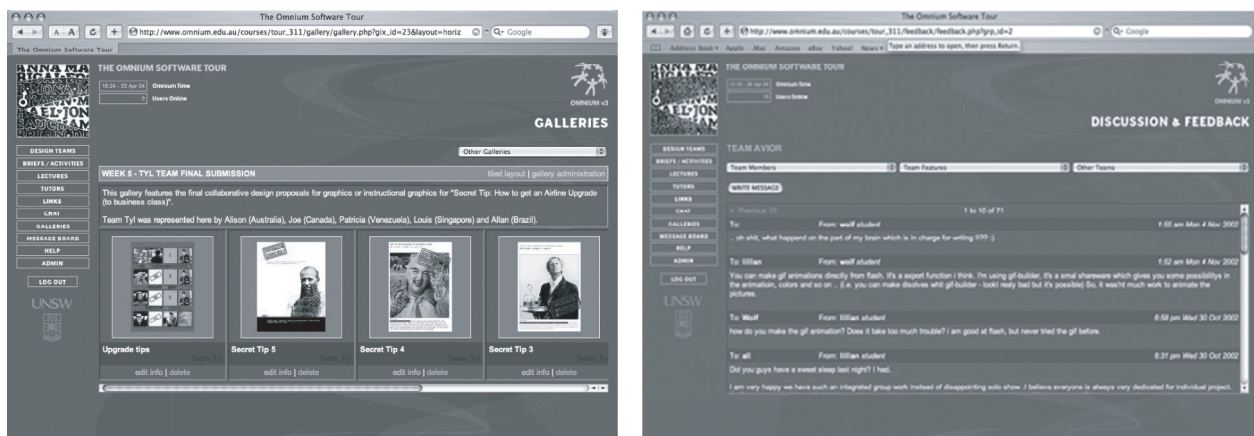 The Omnium Software Tour
A A
http://www.omnium.edu.au/courses/tour_311/gallery/gallery.php?gix_id=23&layout=horiz
Google
The Omnium Software Tour
THE OMNIUM SOFTWARE TOUR
Omnium Time
2 Users Online
OMNIUM v3
GALLERIES
DESIGN TEAMS
BRIEFS / ACTIVITIES
LECTURES
TUTORS
LINKS
CHAT
GALLERIES
MESSAGE BOARD
HELP
ADMIN
LOG OUT
UNSW
Other Galleries
WEEK 5 - TYL TEAM FINAL SUBMISSION
tiled layout | gallery administration
This gallery features the final collaborative design proposals for graphics or instructional graphics for "Secret Tip: How to get an Airline Upgrade
(to business class)".
Team Tyl was represented here by Alison (Australia), Joe (Canada), Patricia (Venezuela), Louis (Singapore) and Allan (Brazil).
Upgrade tips
Team Tyl
edit info | delete
Secret Tip 5
Team Tyl
edit info | delete
Secret Tip 4
Team Tyl
edit info | delete
Secret Tip 3
Team Tyl
edit info | delete
The Omnium Software Tour
http://www.omnium.edu.au/courses/tour_311/feedback/feedback.php?grp_id=2
Google
Address Book Apple .Mac Amazon eBay Yahoo! News
Type an address to open, then press Return.
THE OMNIUM SOFTWARE TOUR
Omnium Time
Users Online
OMNIUM v3
DISCUSSION & FEEDBACK
DESIGN TEAMS
BRIEFS / ACTIVITIES
LECTURES
TUTORS
LINKS
CHAT
GALLERIES
MESSAGE BOARD
HELP
ADMIN
LOG OUT
UNSW
TEAM AVIOR
Team Members
Team Features
Other Teams
WRITE MESSAGE
< Previous 10
1 to 10 of 71
To: From: wolf student 1:55 am Mon 4 Nov 2002
.. oh shit, what happend on the part of my brain which is in charge for writing !!?? :)
To: lillian From: wolf student 1:52 am Mon 4 Nov 2002
You can make gif animations directly from flash. It's a export function i think. I'm using gif-builder, it's a smal shareware which gives you some possibilitys in
the animatioin, colors and so on .. (i.e. you can make disolves whit gif-builder - lookt realy bad but it's possible) So, it wasn't much work to animate the
pictures.
To: Wolf From: lillian student 6:58 pm Wed 30 Oct 2002
how do you make the gif animation? Does it take too much trouble? i am good at flash, but never tried the gif before.
To: all From: lillian student 6:31 pm Wed 30 Oct 2002
Did you guys have a sweet sleep last night? I had.
I am very happy we have such an integrated group work instead of disappointing solo show .I believe everyone is always very dedicated for individual project.